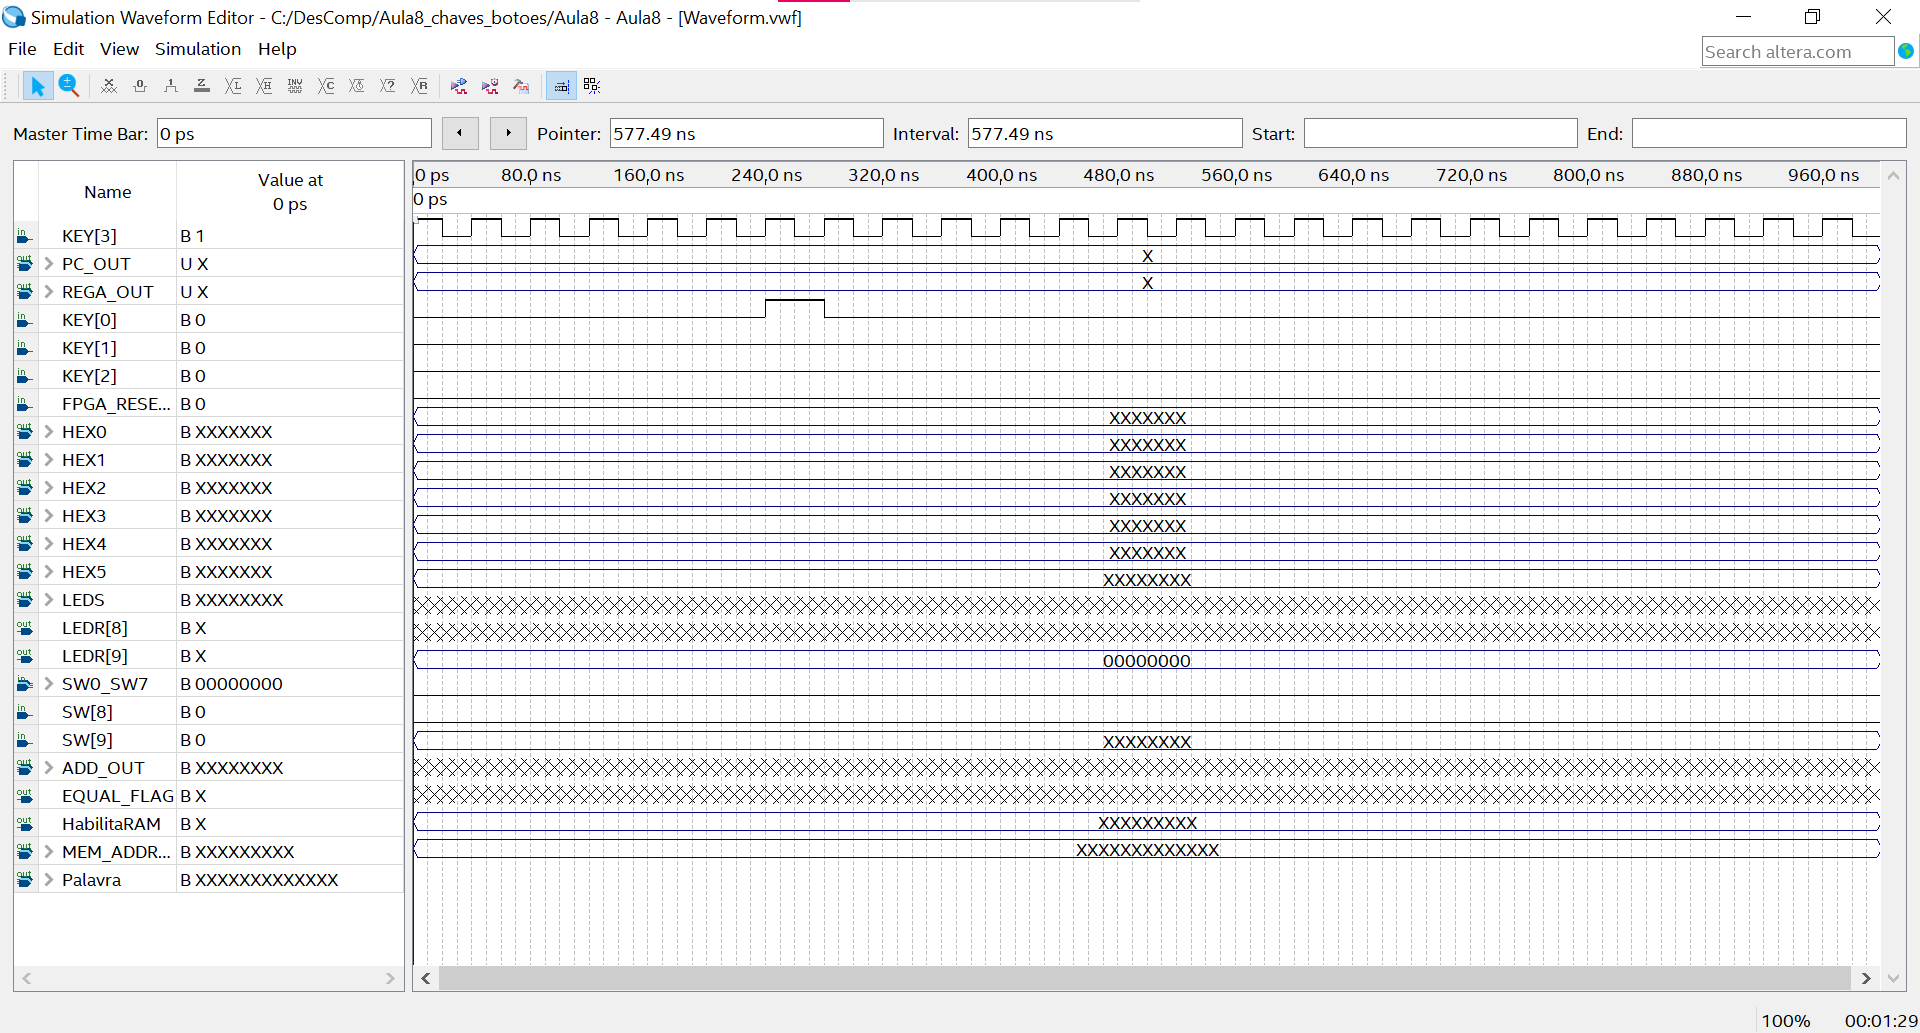 Simulation Waveform Editor - C:/DesComp/Aula8_chaves_botoes/Aula8 - Aula8 - [Waveform.vwf]
File Edit View Simulation Help
Search altera.com
Master Time Bar: 0 ps Pointer: 577.49 ns Interval: 577.49 ns Start: End:
Name Value at 0 ps
0 ps 80.0 ns 160,0 ns 240,0 ns 320,0 ns 400,0 ns 480,0 ns 560,0 ns 640,0 ns 720,0 ns 800,0 ns 880,0 ns 960,0 ns
0 ps
KEY[3] B 1
PC_OUT U X X
REGA_OUT U X X
KEY[0] B 0
KEY[1] B 0
KEY[2] B 0
FPGA_RESE... B 0
HEX0 B XXXXXXX XXXXXXX
HEX1 B XXXXXXX XXXXXXX
HEX2 B XXXXXXX XXXXXXX
HEX3 B XXXXXXX XXXXXXX
HEX4 B XXXXXXX XXXXXXX
HEX5 B XXXXXXX XXXXXXX
LEDS B XXXXXXXX XXXXXXXX
LEDR[8] B X
LEDR[9] B X
SW0_SW7 B 00000000 00000000
SW[8] B 0
SW[9] B 0
ADD_OUT B XXXXXXXX XXXXXXXX
EQUAL_FLAG B X
HabilitaRAM B X
MEM_ADDR... B XXXXXXXXX XXXXXXXXX
Palavra B XXXXXXXXXXXXX XXXXXXXXXXXXX
100% 00:01:29